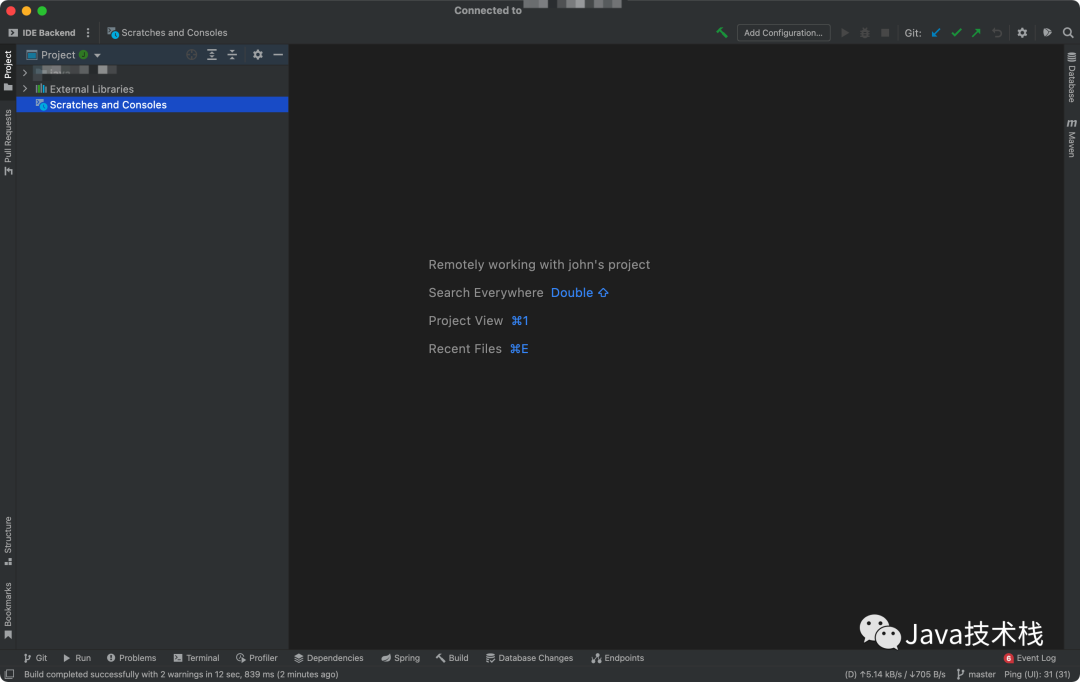 Connected to
IDE Backend
Scratches and Consoles
Add Configuration...
Git:
Project
External Libraries
Scratches and Consoles
Project
Pull Requests
Structure
Bookmarks
Database
m
Maven
Remotely working with john's project
Search Everywhere Double ⇧
Project View ⌘1
Recent Files ⌘E
Java技术栈
Git Run Problems Terminal Profiler Dependencies Spring Build Database Changes Endpoints 6 Event Log
Build completed successfully with 2 warnings in 12 sec, 839 ms (2 minutes ago) (D) ↑5.14 kB/s / ↓705 B/s master Ping (UI): 31 (31)